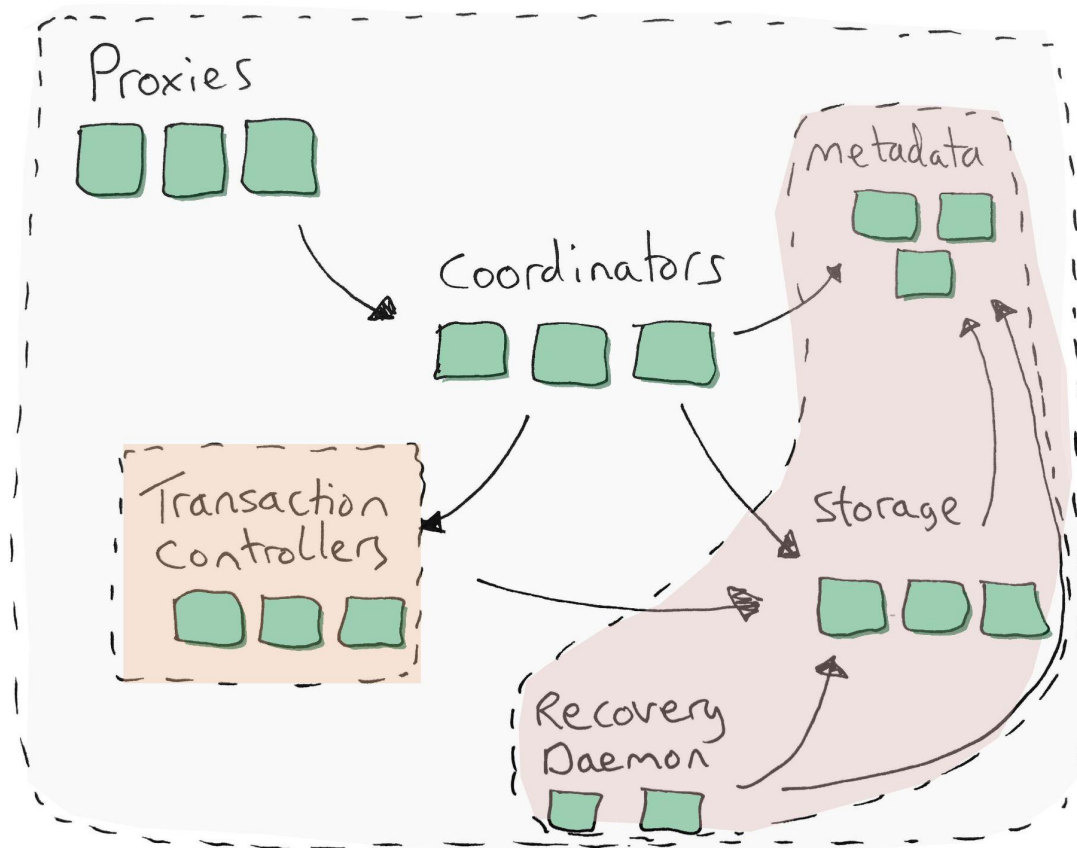 Proxies
metadata
Coordinators
Transaction
Controllers
Storage
Recovery
Daemon